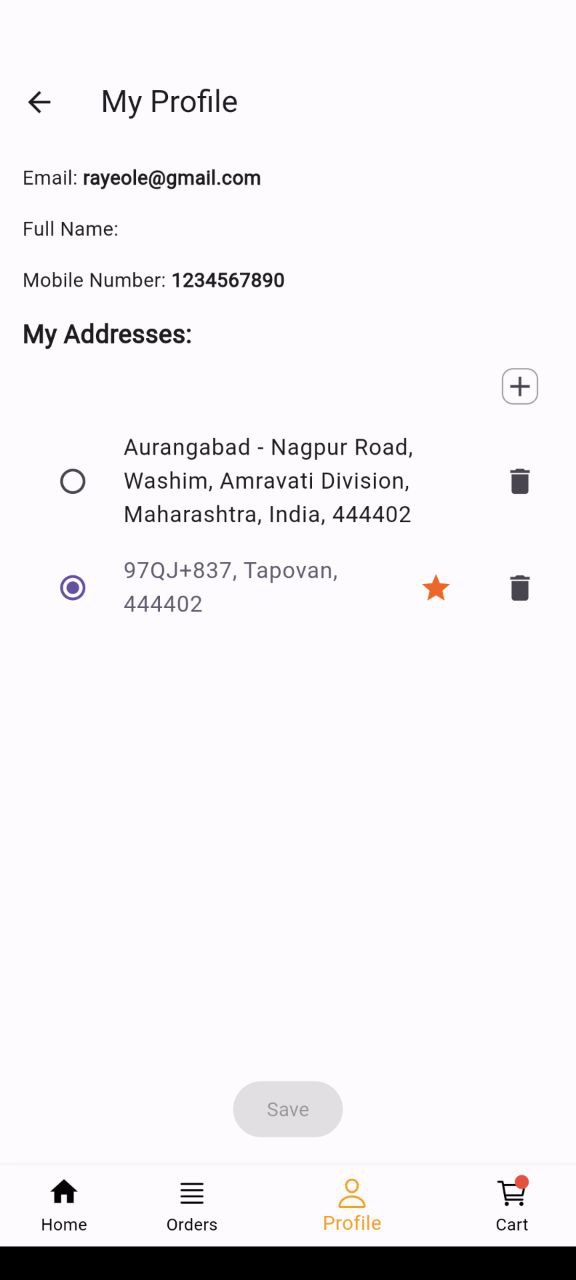 My Profile
Email: rayeole@gmail.com
Full Name:
Mobile Number: 1234567890
My Addresses:
Aurangabad - Nagpur Road,
Washim, Amravati Division,
Maharashtra, India, 444402
97QJ+837, Tapovan,
444402
Save
Home
Orders
Profile
Cart